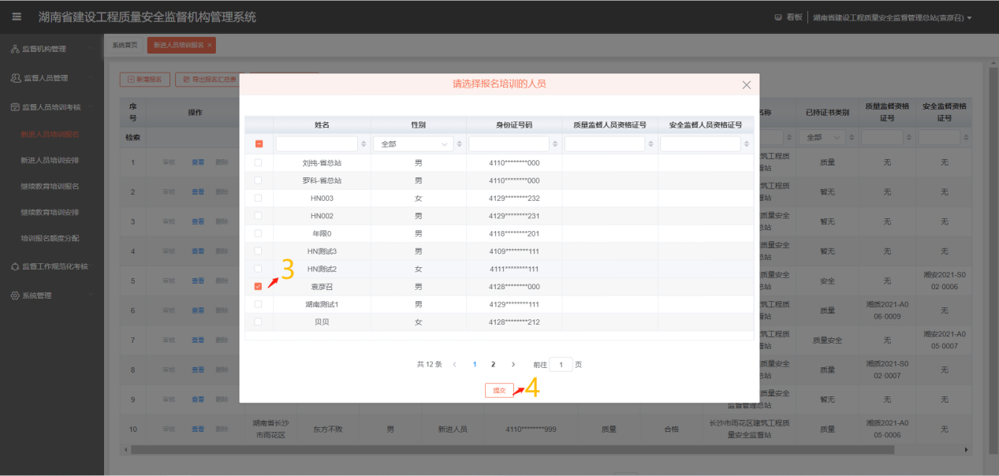 湖南省建设工程质量安全监督机构管理系统
看板
湖南省建设工程质量安全监督管理总站(袁彦召)
监督机构管理
监督人员管理
监督人员培训考核
新进人员培训报名
新进人员培训安排
继续教育培训报名
继续教育培训安排
培训报名额度分配
监督工作规范化考核
系统管理
系统首页
新进人员培训报名 ×
新增报名
导出报名汇总表
请选择报名培训的人员
姓名 性别 身份证号码 质量监督人员资格证号 安全监督人员资格证号
全部
刘纯-省总站 男 4110********000
罗科-省总站 男 4110********000
HN003 女 4129********232
HN002 男 4129********231
年限0 男 4118********201
HN测试3 男 4109********111
HN测试2 女 4111********111
袁彦召 男 4128********000
湖南测试1 男 4129********111
贝贝 女 4128********212
3
共 12 条 < 1 2 > 前往 1 页
提交
4
序号 操作 名称 已持证书类别 质量监督资格证号 安全监督资格证号
检索 全部
1 审核 查看 删除 筑工程质 督站 质量 无 无
2 审核 查看 删除 筑工程质 督站 暂无 无 无
3 审核 查看 删除 质量安全 总站 暂无 无 无
4 审核 查看 删除 质量安全 总站 暂无 无 无
5 审核 查看 删除 质量安全 总站 安全 无 湘安2021-S002-0006
6 审核 查看 删除 筑工程质 督站 质量 湘质2021-A006-0009 无
7 审核 查看 删除 筑工程质 督站 质量安全 无 湘安2021-A005-0007
8 审核 查看 删除 质量安全 总站 质量 湘质2021-S002-0007 无
9 审核 查看 删除 质量安全 监督管理总站 暂无 无 无
10 审核 查看 删除 湖南省长沙市雨花区 东方不败 男 新进人员 4110********999 质量 合格 长沙市雨花区建筑工程质量安全监督站 质量 湘质2021-A005-0006 无